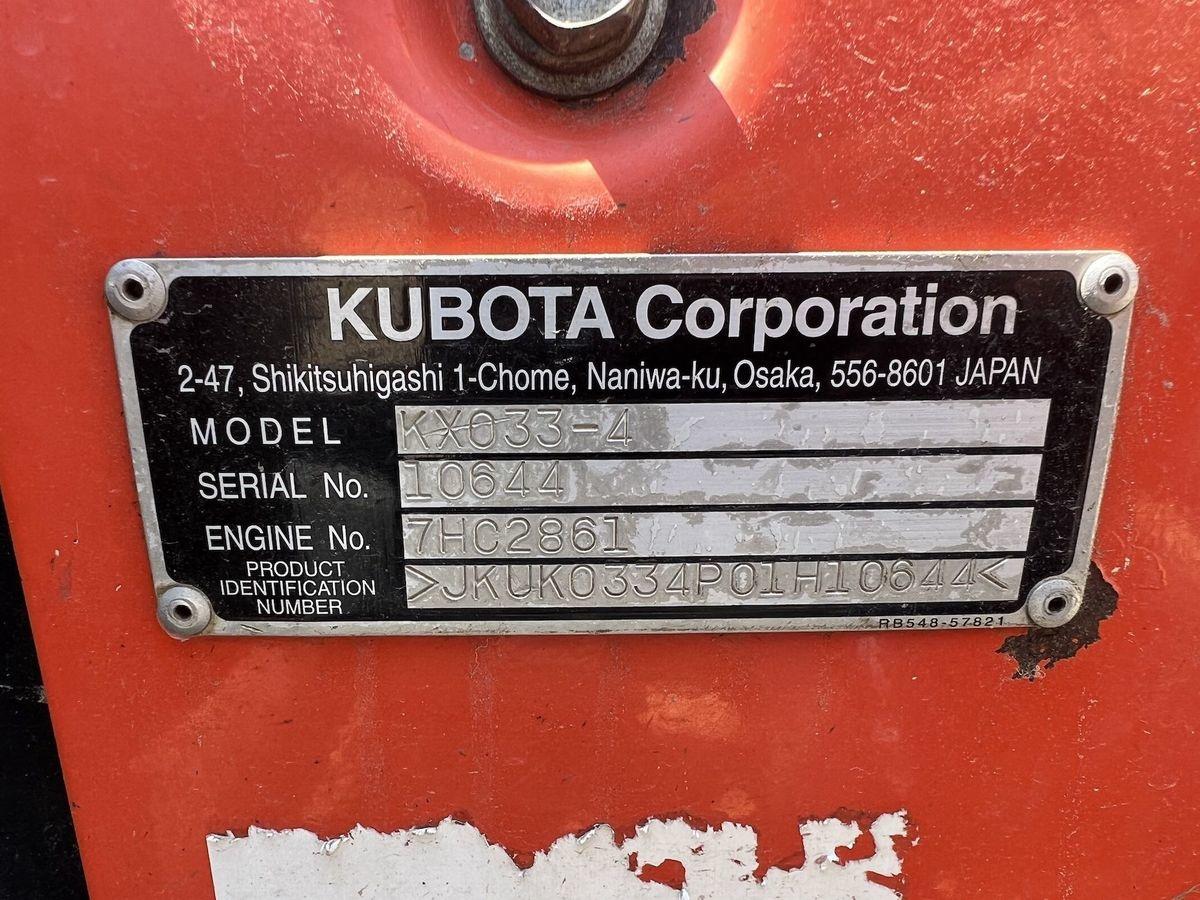 KUBOTA Corporation
2-47, Shikitsuhigashi 1-Chome, Naniwa-ku, Osaka, 556-8601 JAPAN
MODEL KX033-4
SERIAL No. 10644
ENGINE No. 7HC2861
PRODUCT
IDENTIFICATION
NUMBER >JKUK0334P01H10644<
RB548-57821